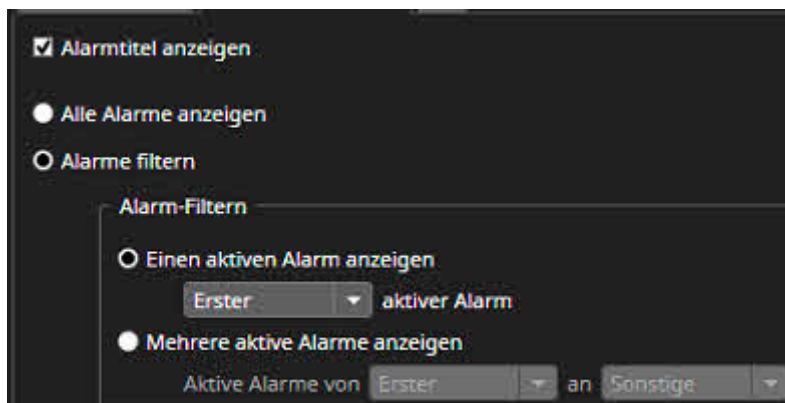 Alarmtitel anzeigen
Alle Alarme anzeigen
Alarme filtern
Alarm-Filtern
Einen aktiven Alarm anzeigen
Erster aktiver Alarm
Mehrere aktive Alarme anzeigen
Aktive Alarme von Erster an Sonstige